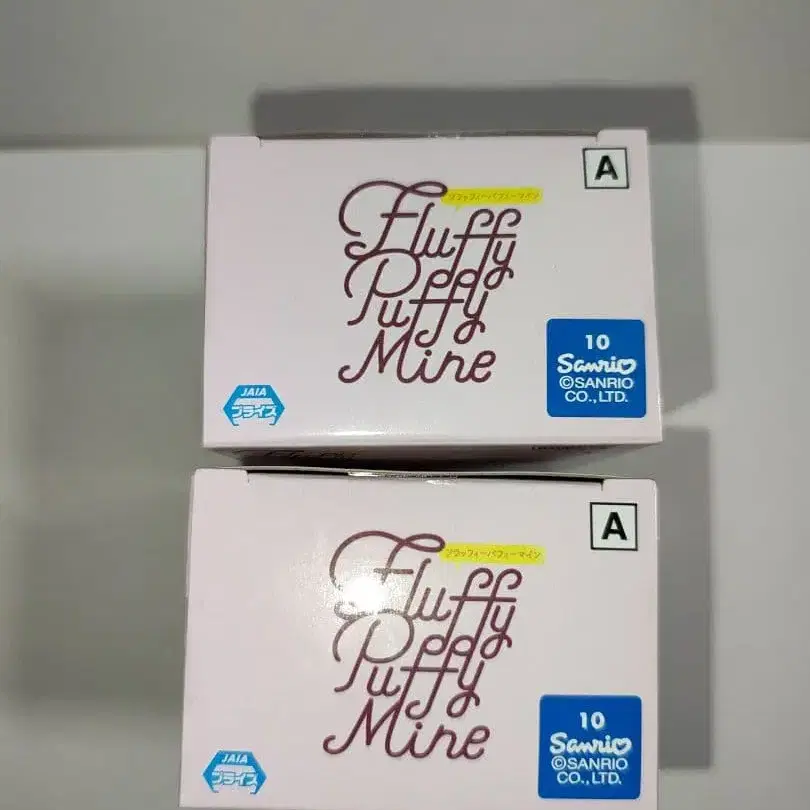 A
フラッフィーパフィーマイン
Fluffy
Puffy
Mine
10
Sanrio
©SANRIO
CO.,LTD.
JAIA
プライズ
A
フラッフィーパフィーマイン
Fluffy
Puffy
Mine
10
Sanrio
©SANRIO
CO.,LTD.
JAIA
プライズ